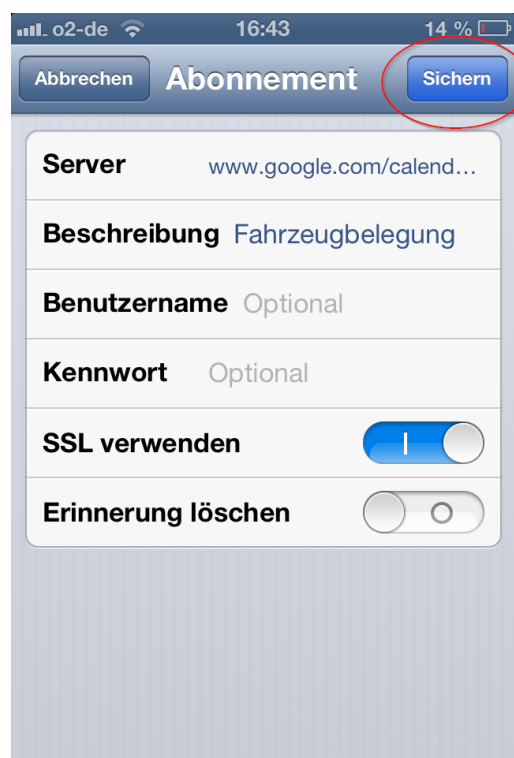 o2-de 16:43 14 %
Abbrechen Abonnement Sichern
Server www.google.com/calend...
Beschreibung Fahrzeugbelegung
Benutzername Optional
Kennwort Optional
SSL verwenden
Erinnerung löschen